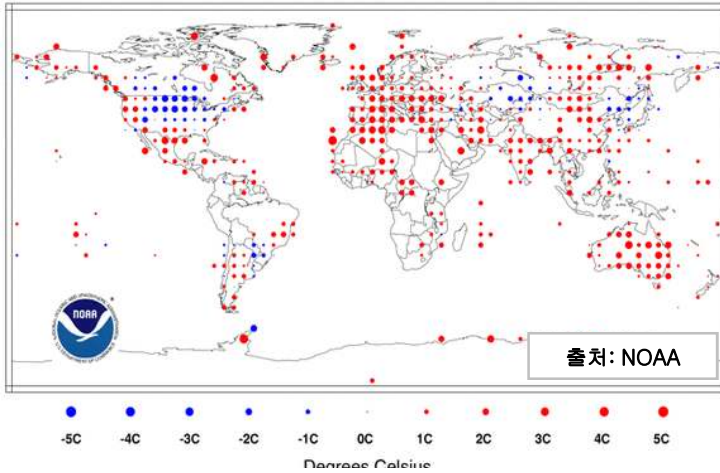 NOAA
출처: NOAA
-5C -4C -3C -2C -1C 0C 1C 2C 3C 4C 5C
Degrees Celsius